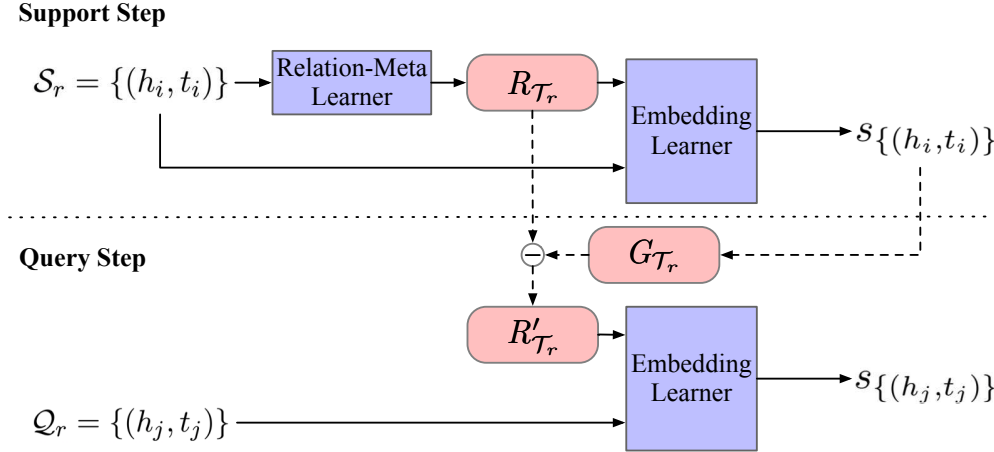 Support Step
𝒮_r = {(h_i, t_i)}
Relation-Meta
Learner
R_{𝒯_r}
Embedding
Learner
s_{{(h_i, t_i)}}
Query Step
−
G_{𝒯_r}
R'_{𝒯_r}
𝒬_r = {(h_j, t_j)}
Embedding
Learner
s_{{(h_j, t_j)}}